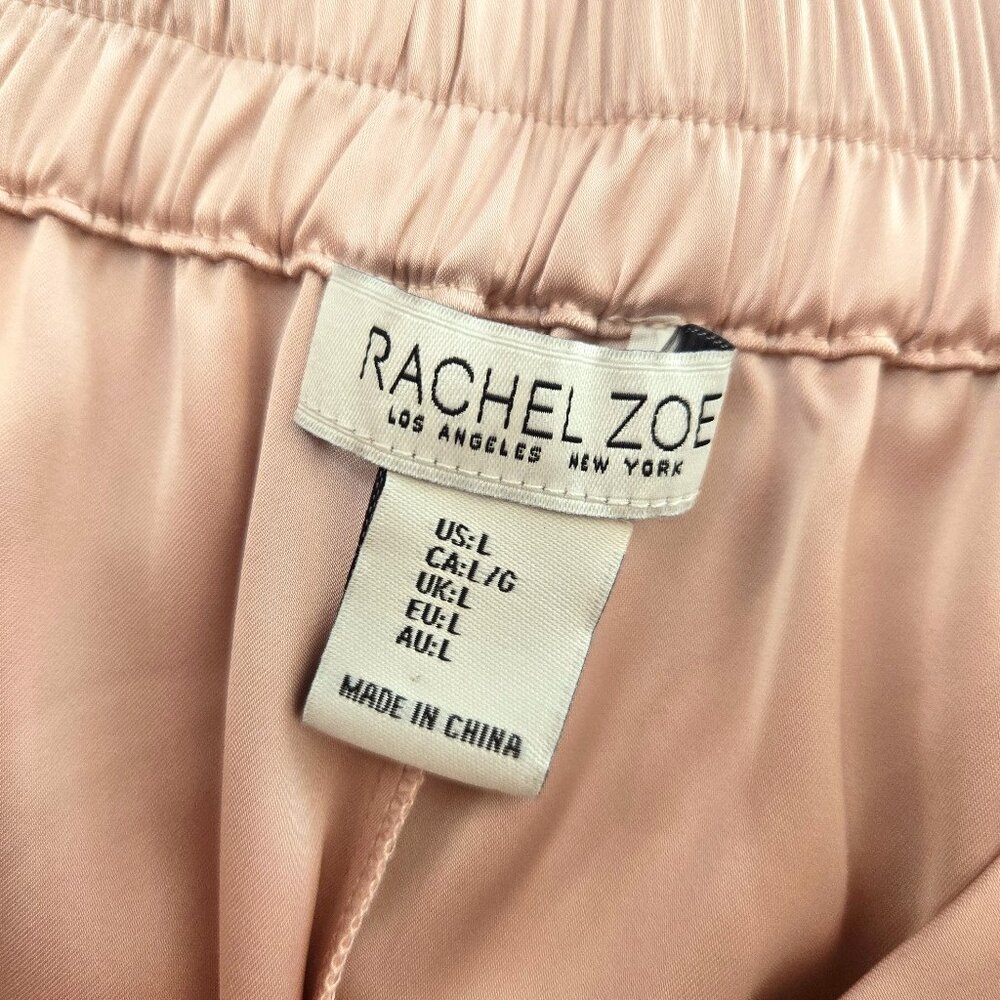 RACHEL ZOE
LOS ANGELES NEW YORK
US:L
CA:L/G
UK:L
EU:L
AU:L
MADE IN CHINA